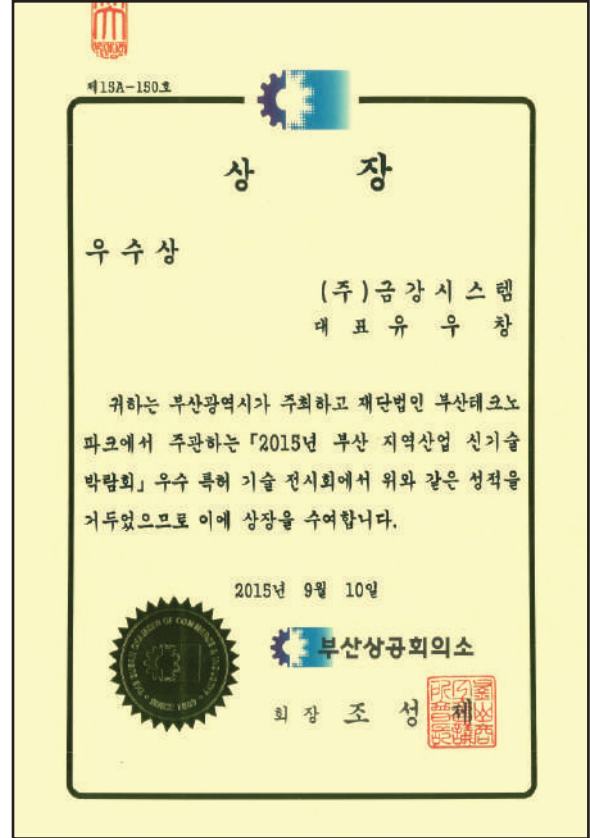 제15A-150호
상 장
우수상
(주)금강시스템
대 표 유 우 창
귀하는 부산광역시가 주최하고 재단법인 부산테크노
파크에서 주관하는 「2015년 부산 지역산업 신기술
박람회」 우수 특허 기술 전시회에서 위와 같은 성적을
거두었으므로 이에 상장을 수여합니다.
2015년 9월 10일
부산상공회의소
회 장 조 성 제